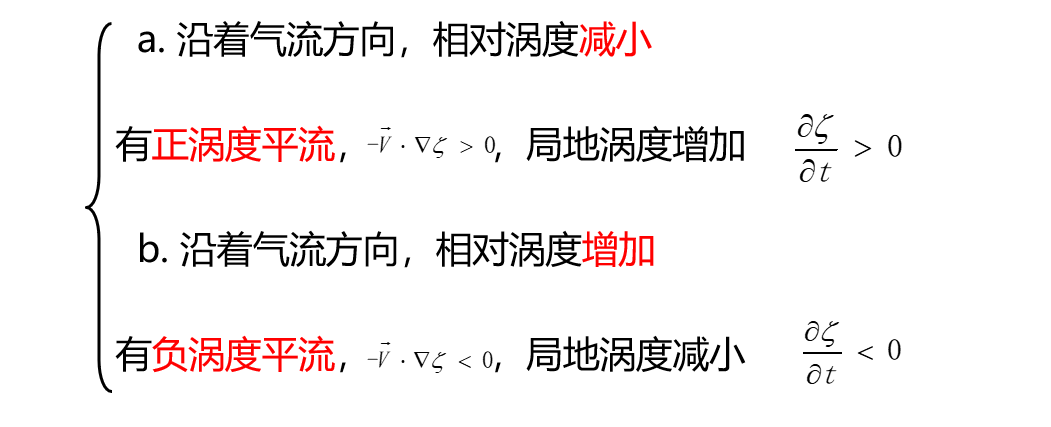 a. 沿着气流方向，相对涡度减小
有正涡度平流，$-\vec{V} \cdot \nabla \zeta > 0$，局地涡度增加 $\frac{\partial \zeta}{\partial t} > 0$
b. 沿着气流方向，相对涡度增加
有负涡度平流，$-\vec{V} \cdot \nabla \zeta < 0$，局地涡度减小 $\frac{\partial \zeta}{\partial t} < 0$